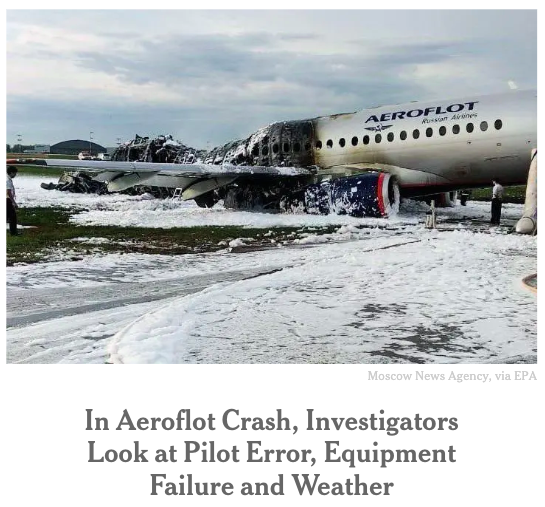 AEROFLOT
Russian Airlines
Moscow News Agency, via EPA
In Aeroflot Crash, Investigators
Look at Pilot Error, Equipment
Failure and Weather